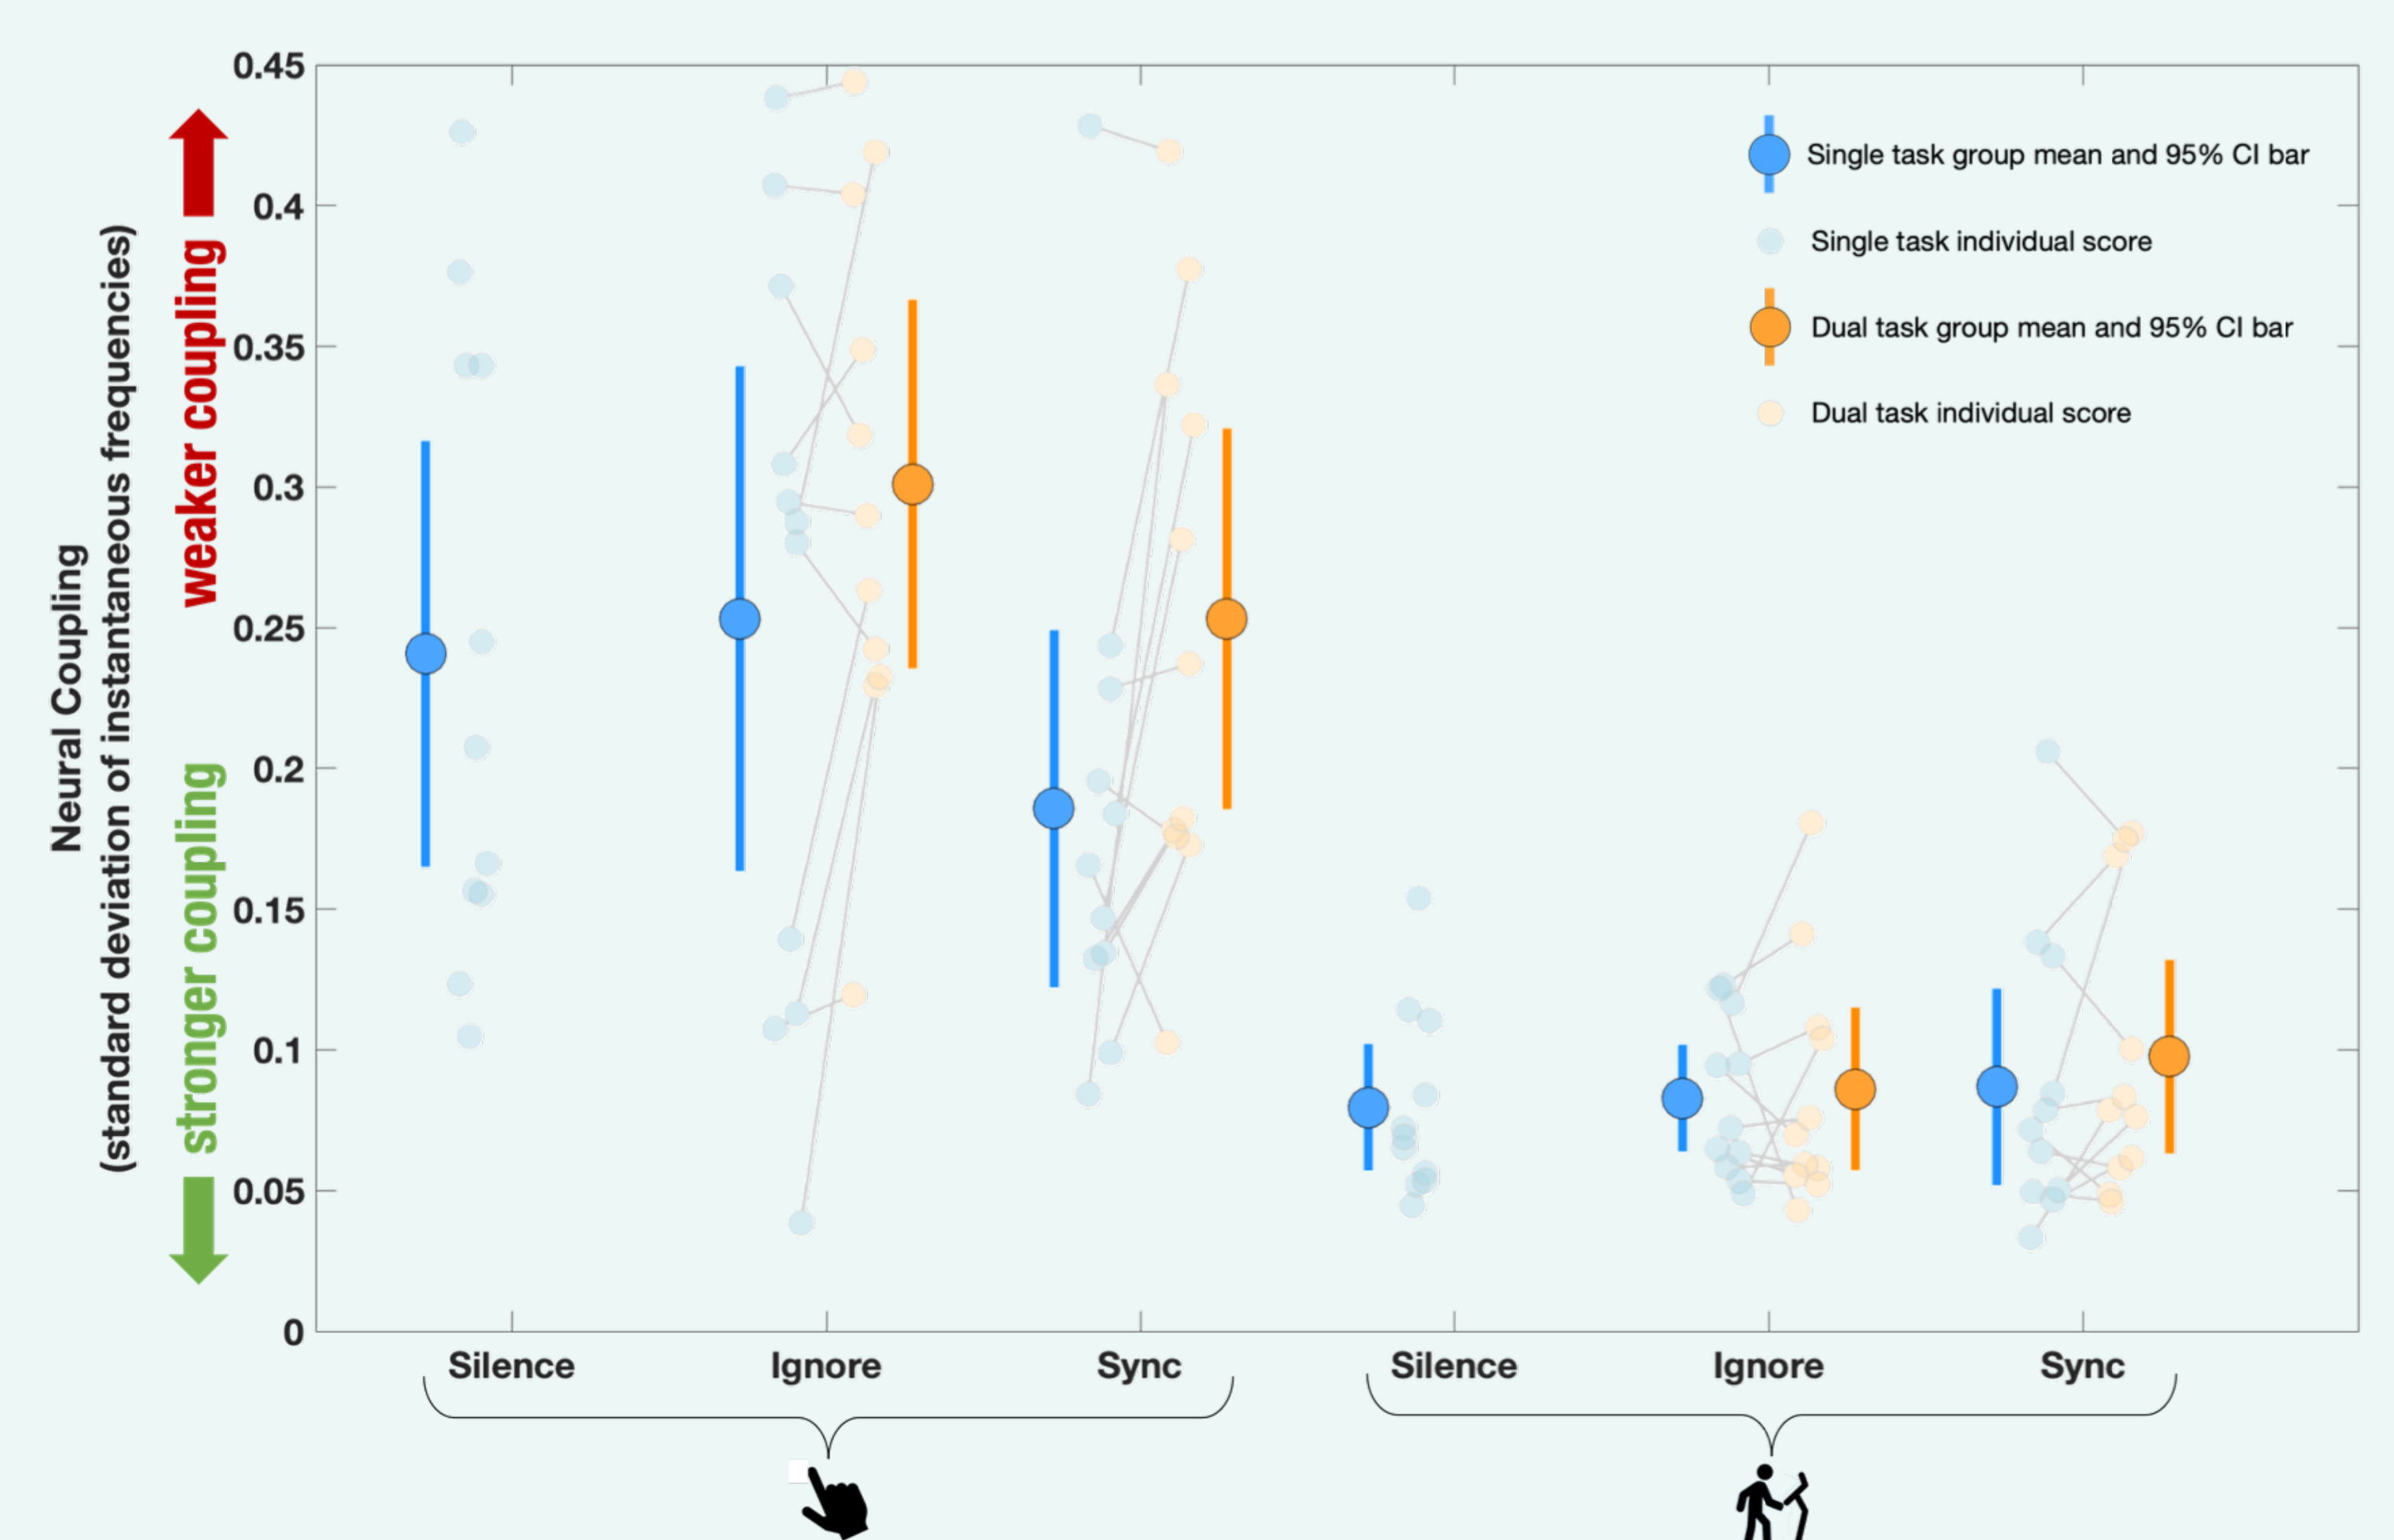 Neural Coupling
(standard deviation of instantaneous frequencies)
weaker coupling
stronger coupling
0.45
0.4
0.35
0.3
0.25
0.2
0.15
0.1
0.05
0
Single task group mean and 95% CI bar
Single task individual score
Dual task group mean and 95% CI bar
Dual task individual score
Silence Ignore Sync Silence Ignore Sync